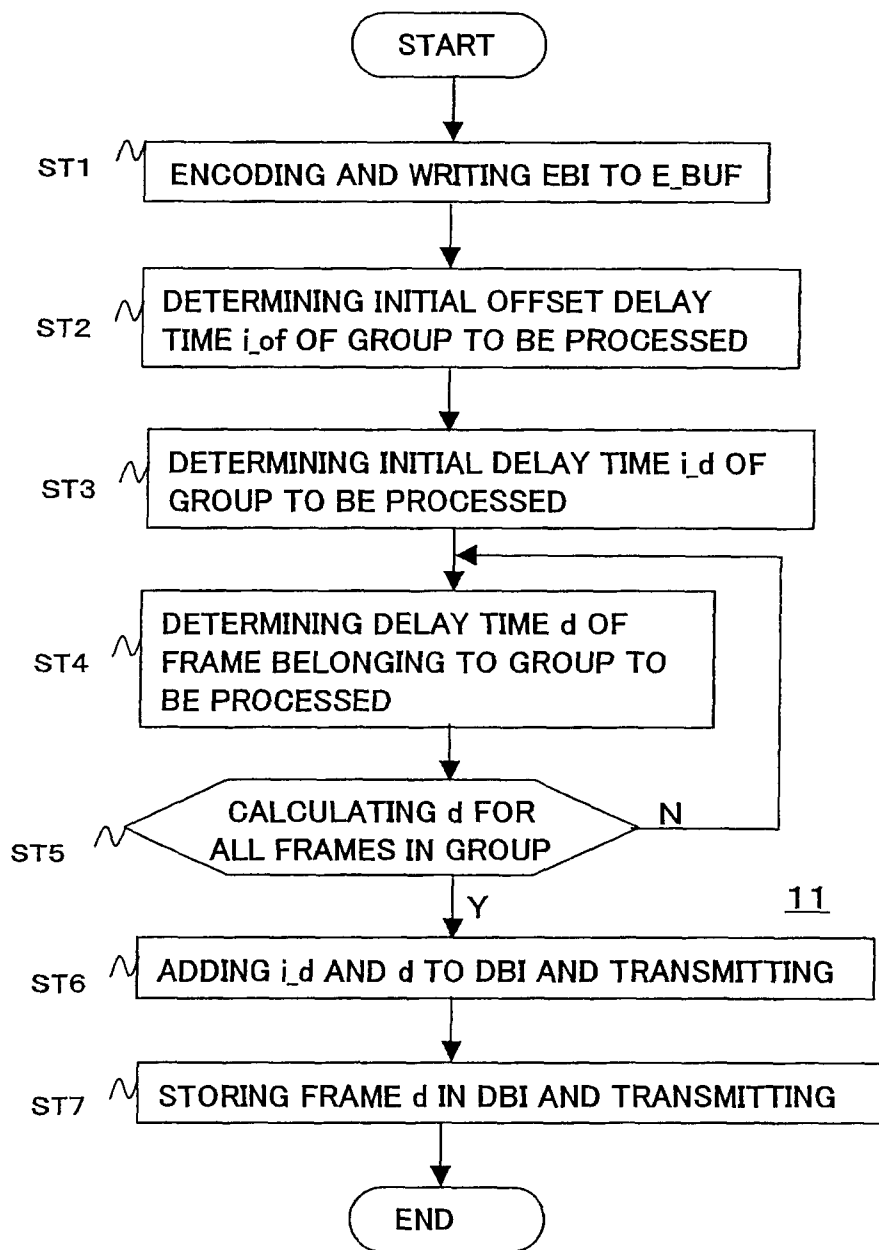 START
ST1
ENCODING AND WRITING EBI TO E_BUF
ST2
DETERMINING INITIAL OFFSET DELAY
TIME i_of OF GROUP TO BE PROCESSED
ST3
DETERMINING INITIAL DELAY TIME i_d OF
GROUP TO BE PROCESSED
ST4
DETERMINING DELAY TIME d OF
FRAME BELONGING TO GROUP TO
BE PROCESSED
ST5
CALCULATING d FOR
ALL FRAMES IN GROUP
N
Y
11
ST6
ADDING i_d AND d TO DBI AND TRANSMITTING
ST7
STORING FRAME d IN DBI AND TRANSMITTING
END